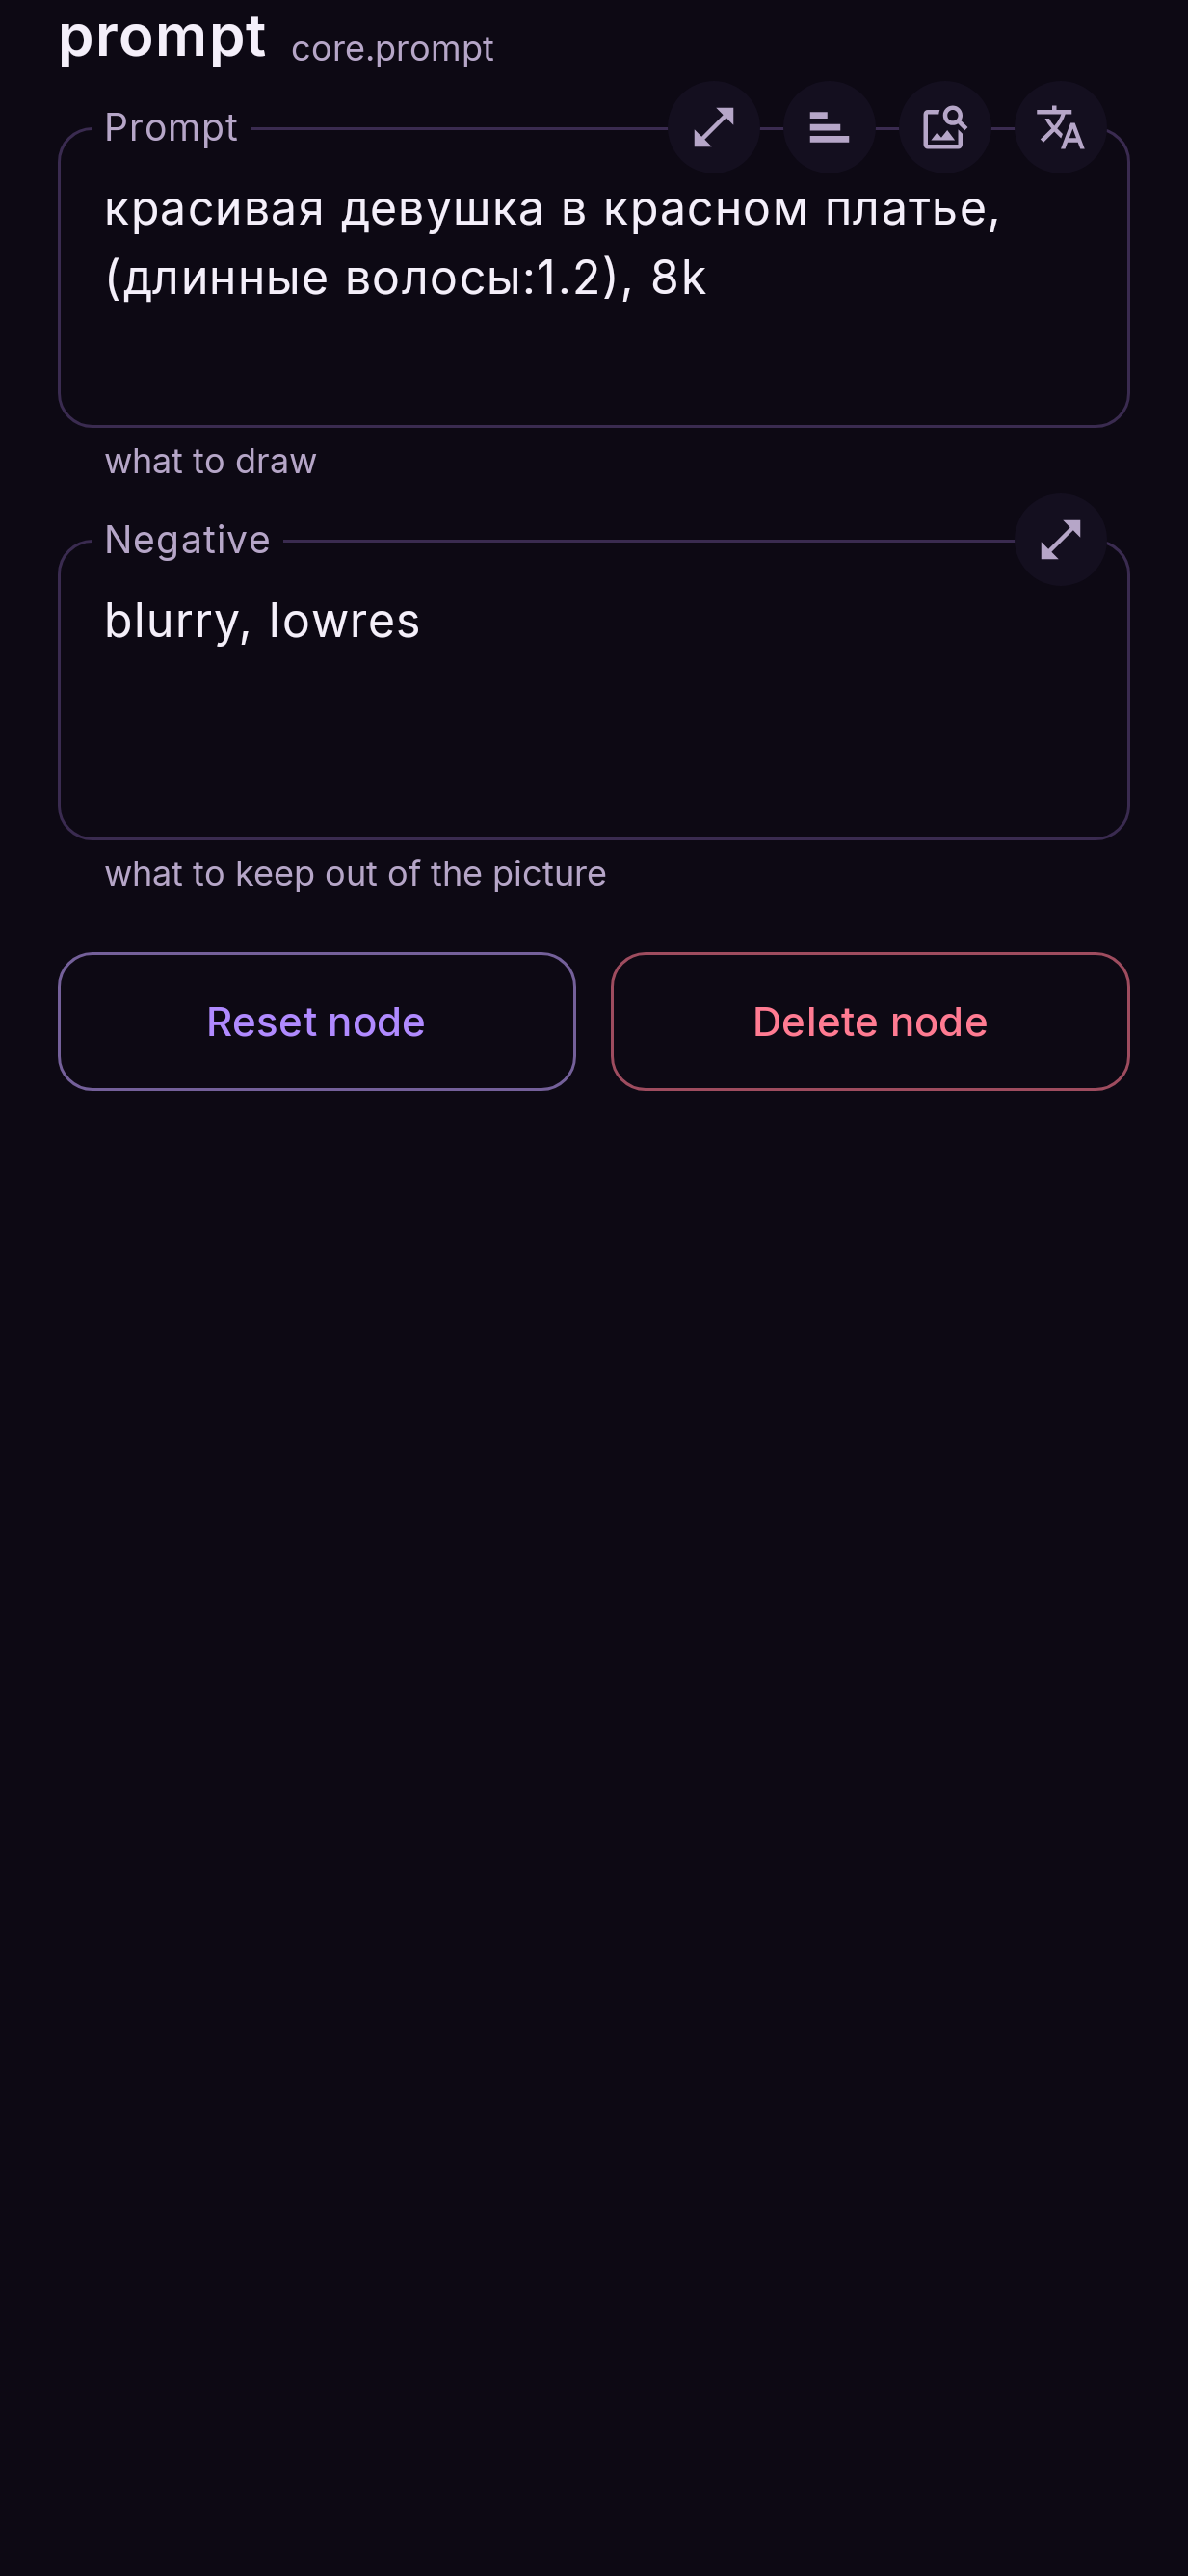 prompt core.prompt
Prompt
красивая девушка в красном платье,
(длинные волосы:1.2), 8k
what to draw
Negative
blurry, lowres
what to keep out of the picture
Reset node
Delete node